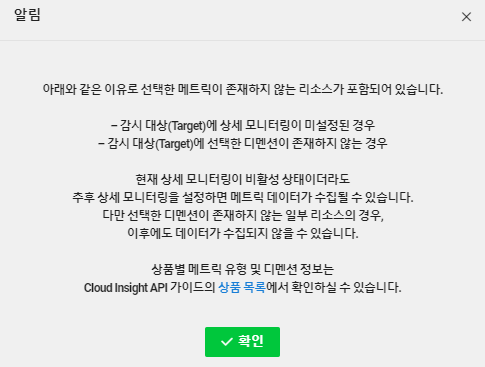 알림
아래와 같은 이유로 선택한 메트릭이 존재하지 않는 리소스가 포함되어 있습니다.
– 감시 대상(Target)에 상세 모니터링이 미설정된 경우
– 감시 대상(Target)에 선택한 디멘션이 존재하지 않는 경우
현재 상세 모니터링이 비활성 상태이더라도
추후 상세 모니터링을 설정하면 메트릭 데이터가 수집될 수 있습니다.
다만 선택한 디멘션이 존재하지 않는 일부 리소스의 경우,
이후에도 데이터가 수집되지 않을 수 있습니다.
상품별 메트릭 유형 및 디멘션 정보는
Cloud Insight API 가이드의 상품 목록에서 확인하실 수 있습니다.
확인